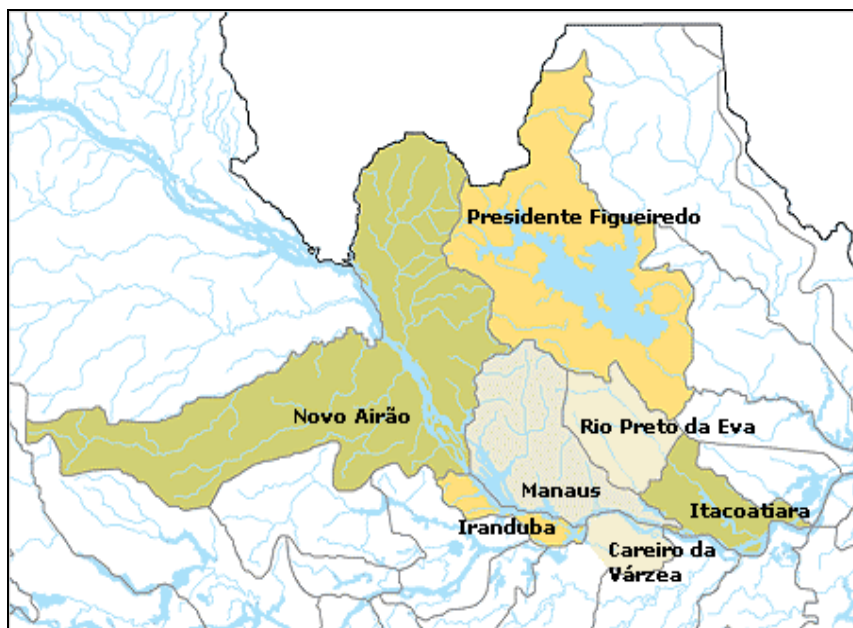 Presidente Figueiredo
Novo Airão
Rio Preto da Eva
Manaus
Itacoatiara
Iranduba
Careiro da
Várzea